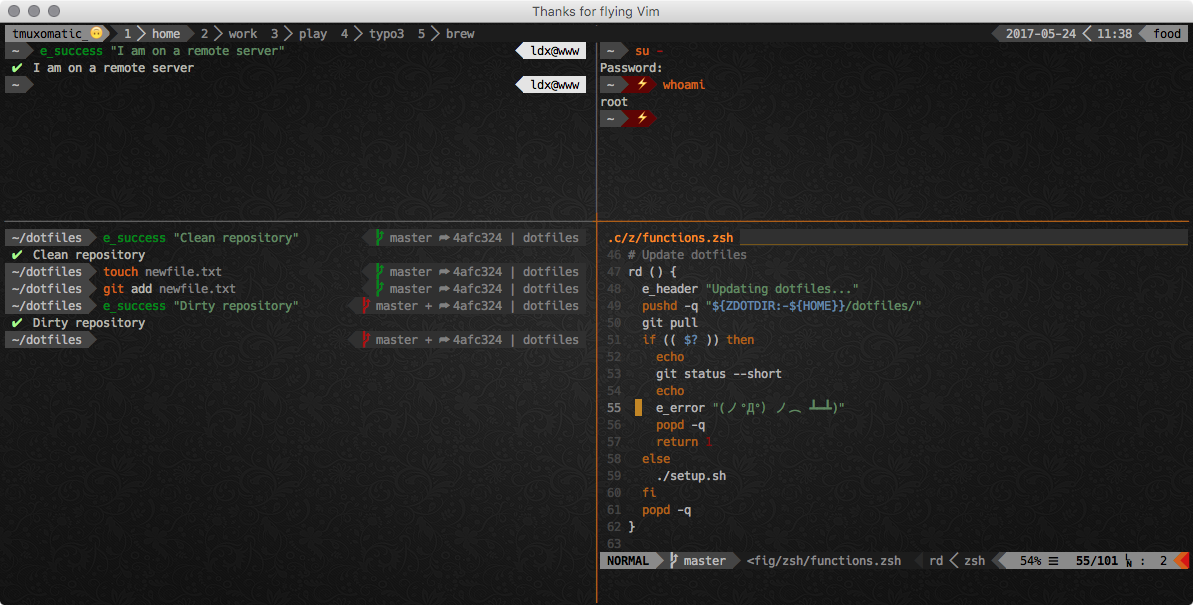 Thanks for flying Vim
tmuxomatic_🙃 1 home 2 work 3 play 4 typo3 5 brew 2017-05-24 11:38 food
~ e_success "I am on a remote server" ldx@www
✔ I am on a remote server
~ ldx@www
~ su -
Password:
~ ⚡ whoami
root
~ ⚡
~/dotfiles e_success "Clean repository" master ➦ 4afc324 | dotfiles
✔ Clean repository
~/dotfiles touch newfile.txt master ➦ 4afc324 | dotfiles
~/dotfiles git add newfile.txt master ➦ 4afc324 | dotfiles
~/dotfiles e_success "Dirty repository" master + ➦ 4afc324 | dotfiles
✔ Dirty repository
~/dotfiles master + ➦ 4afc324 | dotfiles
.c/z/functions.zsh
46 # Update dotfiles
47 rd () {
48 e_header "Updating dotfiles..."
49 pushd -q "${ZDOTDIR:-${HOME}}/dotfiles/"
50 git pull
51 if (( $? )) then
52 echo
53 git status --short
54 echo
55 e_error "(ノ°Д°) ノ︵ ┻━┻)"
56 popd -q
57 return 1
58 else
59 ./setup.sh
60 fi
61 popd -q
62 }
63
NORMAL master <fig/zsh/functions.zsh rd zsh 54% ☰ 55/101 LN : 2